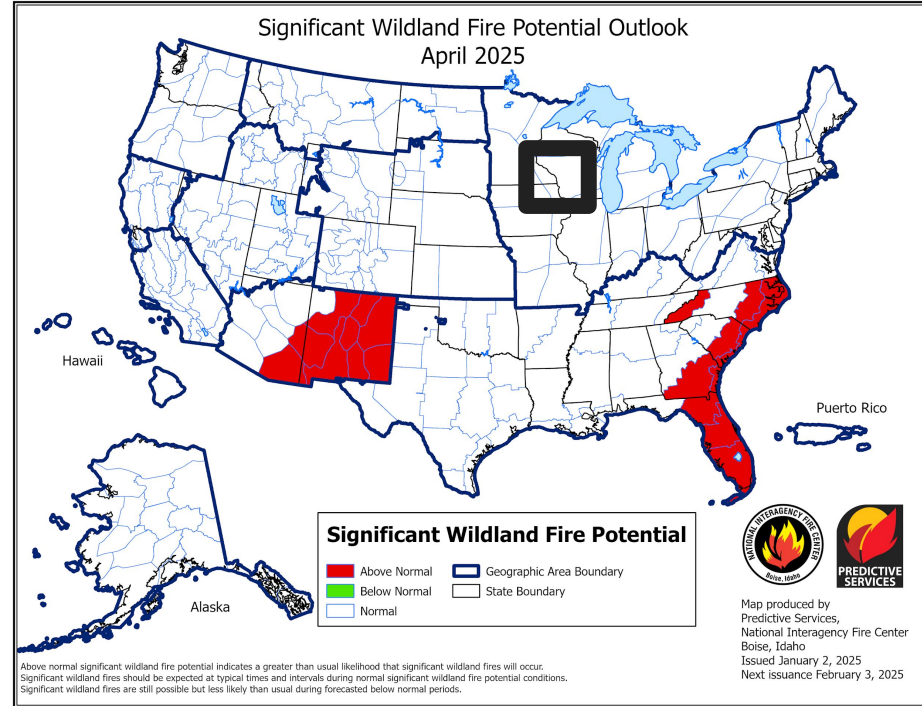 Significant Wildland Fire Potential Outlook
April 2025
Hawaii
Puerto Rico
Alaska
Significant Wildland Fire Potential
Above Normal
Below Normal
Normal
Geographic Area Boundary
State Boundary
NATIONAL INTERAGENCY FIRE CENTER
Boise, Idaho
PREDICTIVE
SERVICES
Map produced by
Predictive Services,
National Interagency Fire Center
Boise, Idaho
Issued January 2, 2025
Next issuance February 3, 2025
Above normal significant wildland fire potential indicates a greater than usual likelihood that significant wildland fires will occur.
Significant wildland fires should be expected at typical times and intervals during normal significant wildland fire potential conditions.
Significant wildland fires are still possible but less likely than usual during forecasted below normal periods.